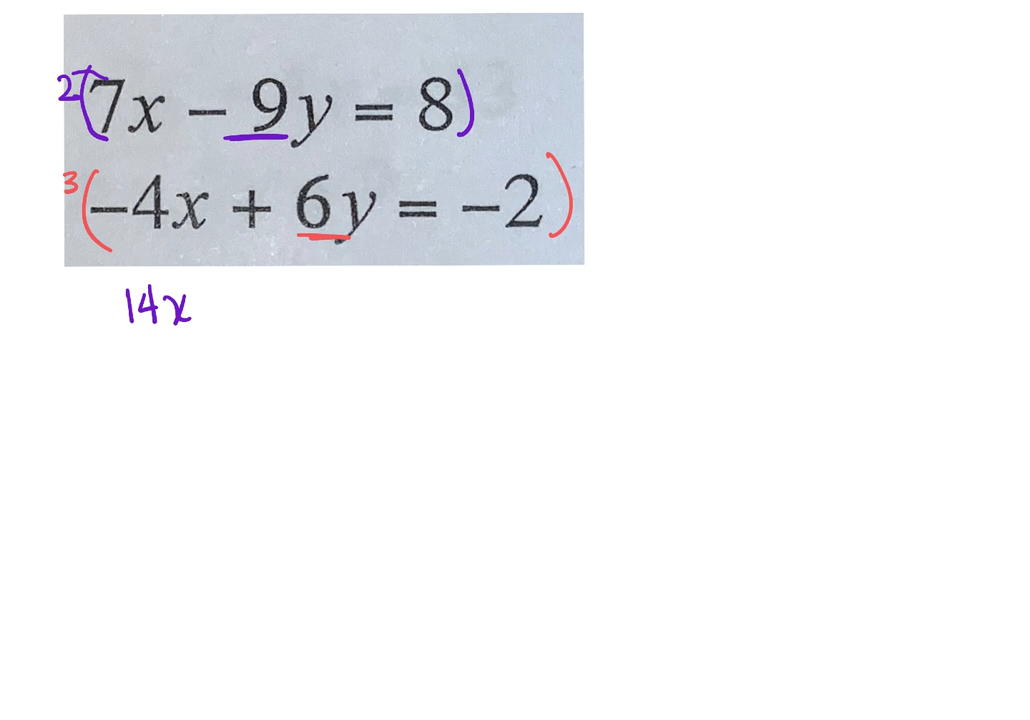 2(7x − 9y = 8)
3(−4x + 6y = −2)
14x